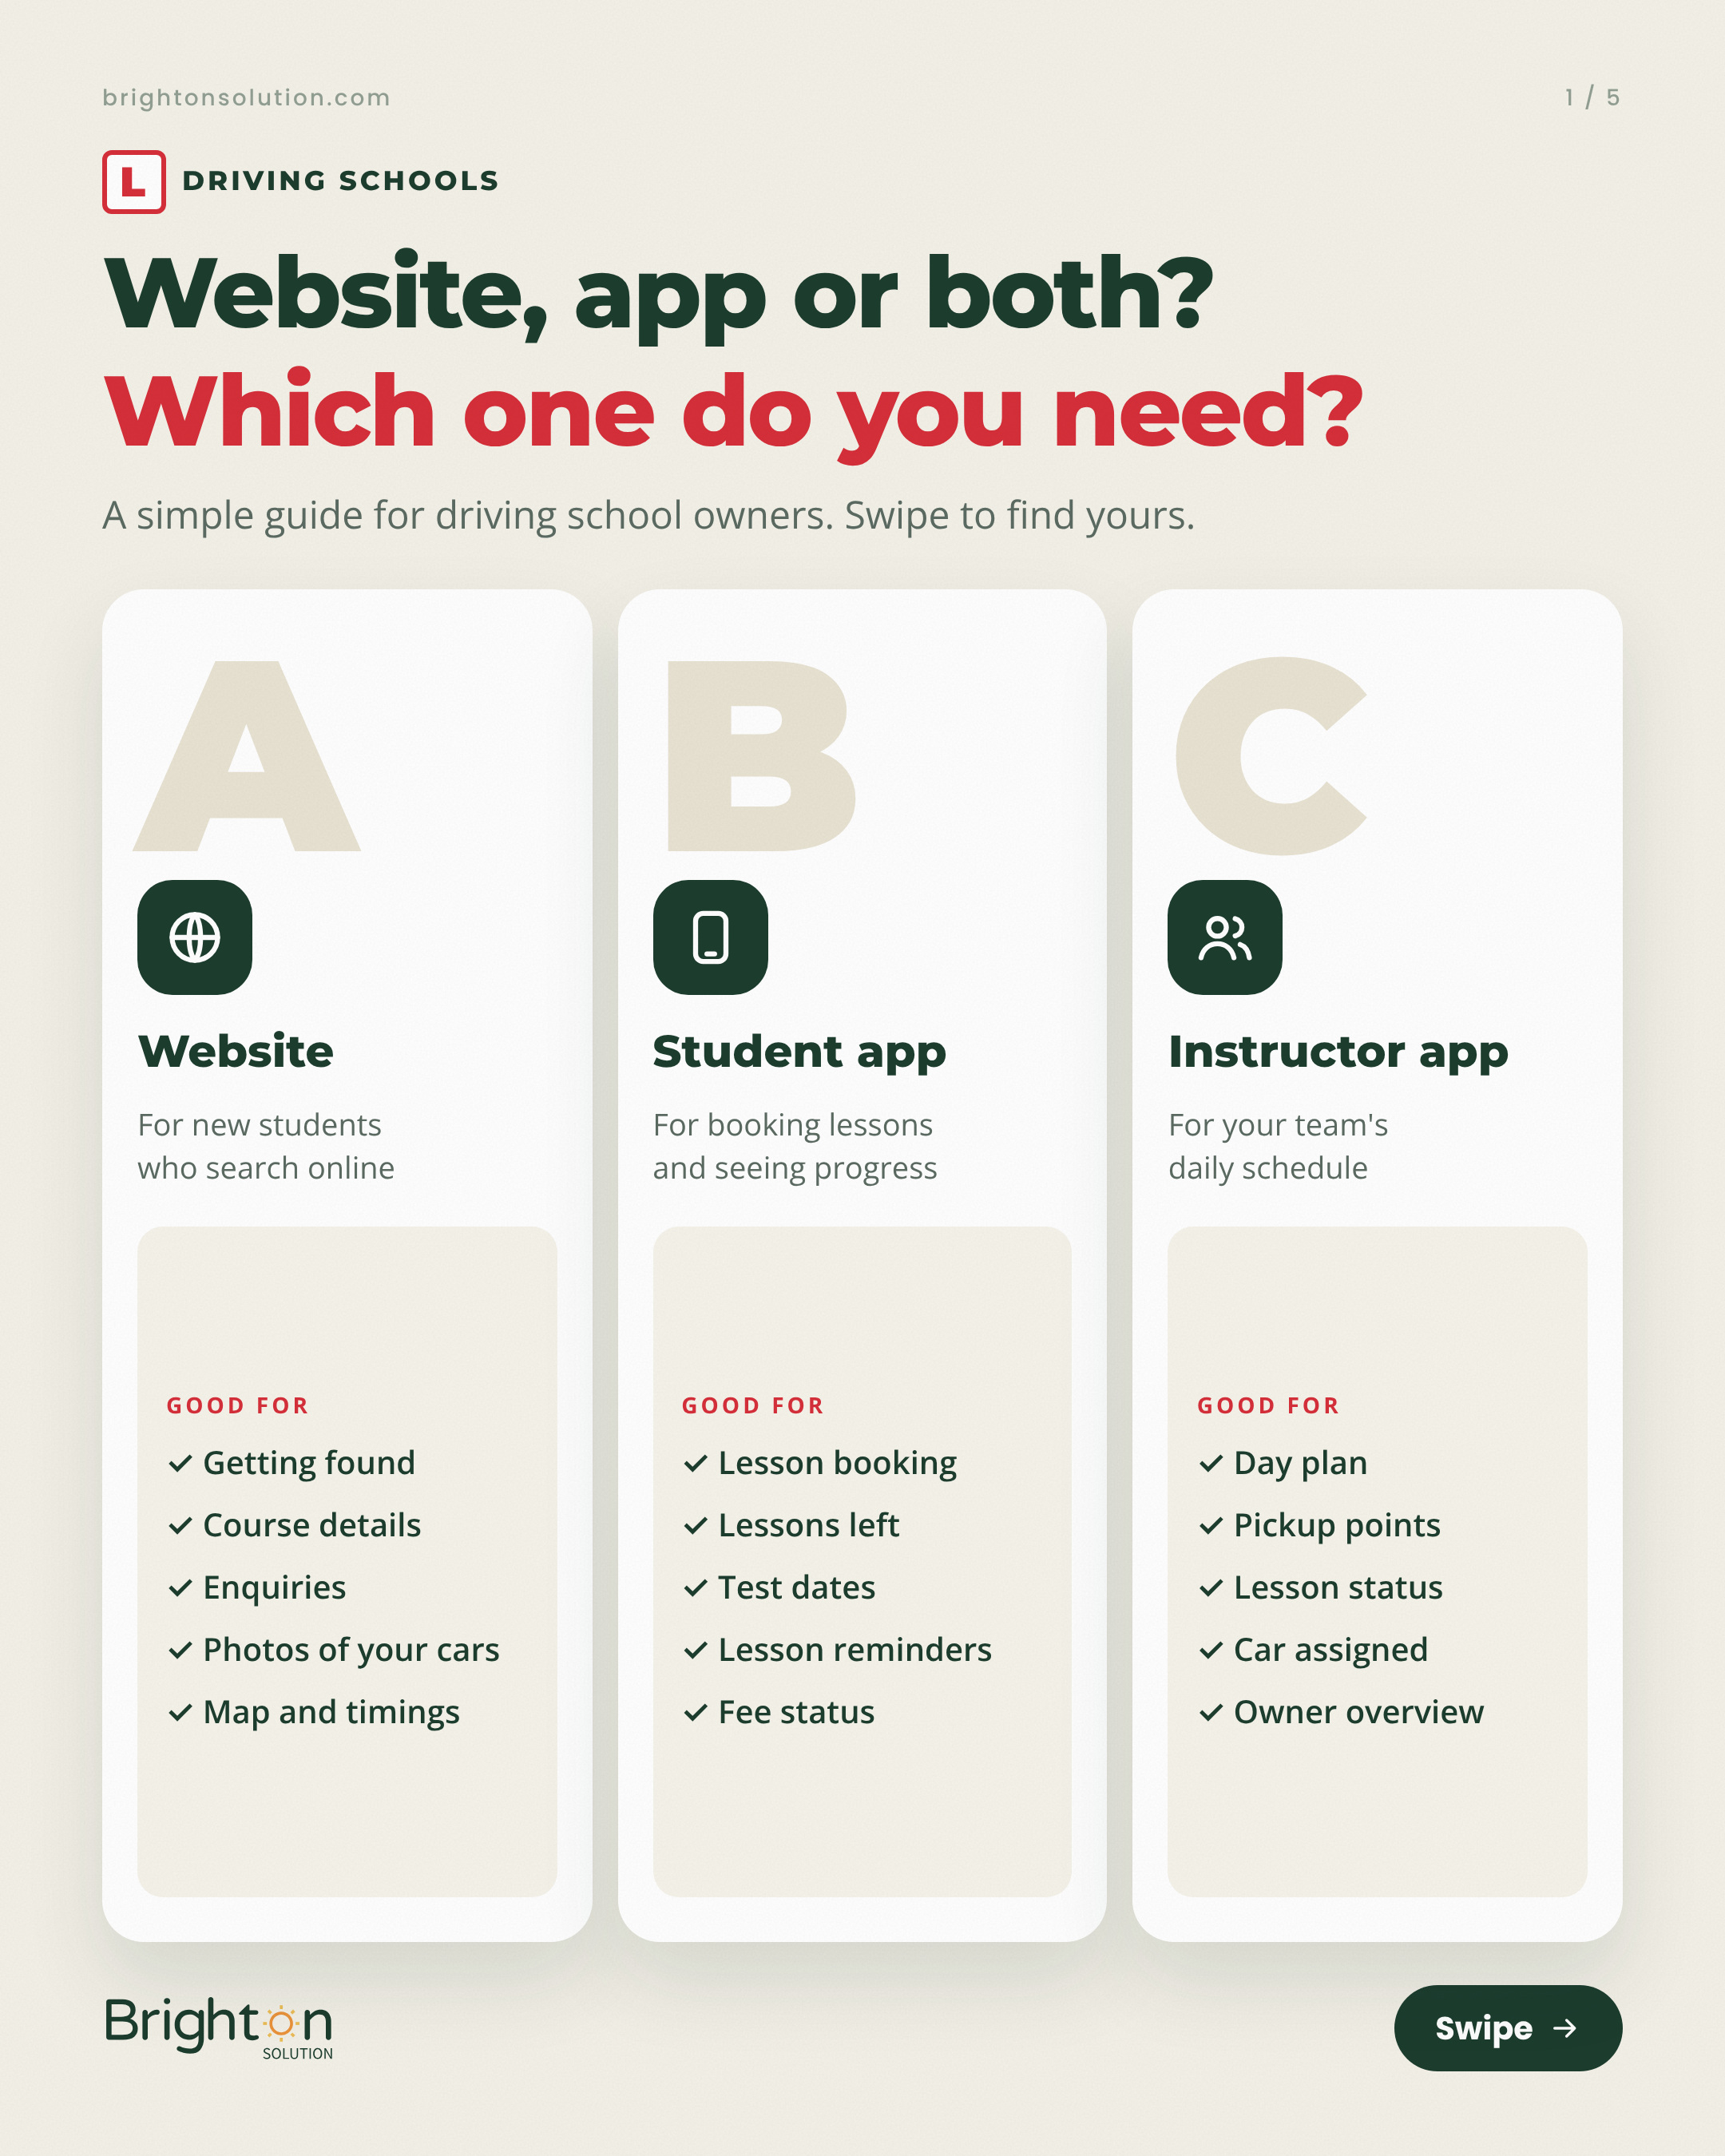 brightonsolution.com
1 / 5
L
DRIVING SCHOOLS
Website, app or both?
Which one do you need?
A simple guide for driving school owners. Swipe to find yours.
A
Website
For new students
who search online
GOOD FOR
✓ Getting found
✓ Course details
✓ Enquiries
✓ Photos of your cars
✓ Map and timings
B
Student app
For booking lessons
and seeing progress
GOOD FOR
✓ Lesson booking
✓ Lessons left
✓ Test dates
✓ Lesson reminders
✓ Fee status
C
Instructor app
For your team's
daily schedule
GOOD FOR
✓ Day plan
✓ Pickup points
✓ Lesson status
✓ Car assigned
✓ Owner overview
Brighton
SOLUTION
Swipe →